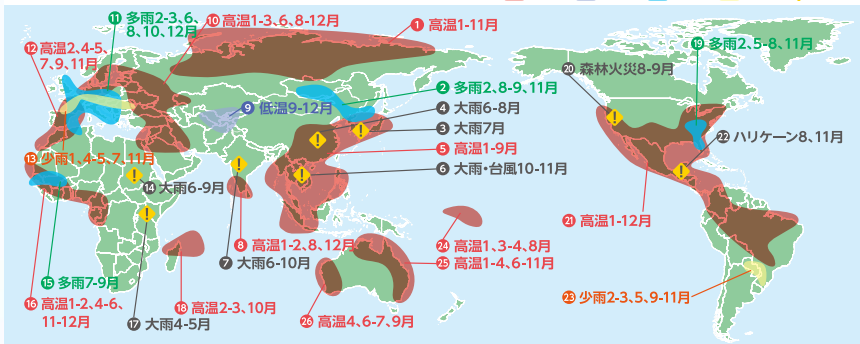 ⑪ 多雨2-3、6、
8、10、12月
⑩ 高温1-3、6、8-12月
① 高温1-11月
⑫ 高温2、4-5、
7、9、11月
② 多雨2、8-9、11月
④ 大雨6-8月
⑨ 低温9-12月
③ 大雨7月
⑤ 高温1-9月
⑥ 大雨・台風10-11月
⑬ 少雨1、4-5、7、11月
⑭ 大雨6-9月
⑧ 高温1-2、8、12月
⑦ 大雨6-10月
⑮ 多雨7-9月
⑯ 高温1-2、4-6、
11-12月
⑱ 高温2-3、10月
⑰ 大雨4-5月
㉔ 高温1、3-4、8月
㉕ 高温1-4、6-11月
㉖ 高温4、6-7、9月
⑲ 多雨2、5-8、11月
⑳ 森林火災8-9月
㉒ ハリケーン8、11月
㉑ 高温1-12月
㉓ 少雨2-3、5、9-11月